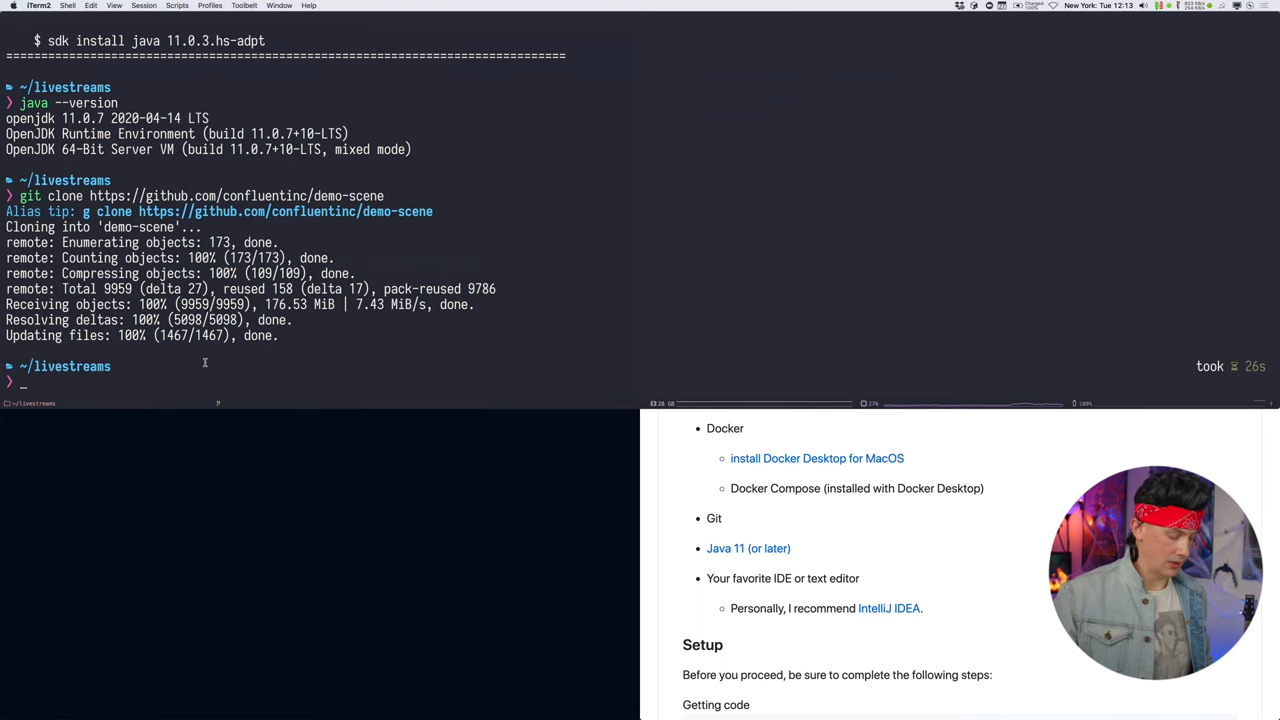 iTerm2 Shell Edit View Session Scripts Profiles Toolbelt Window Help
Charged 100%
New York: Tue 12:13
$ sdk install java 11.0.3.hs-adpt
================================================================================
~/livestreams
❯ java --version
openjdk 11.0.7 2020-04-14 LTS
OpenJDK Runtime Environment (build 11.0.7+10-LTS)
OpenJDK 64-Bit Server VM (build 11.0.7+10-LTS, mixed mode)
~/livestreams
❯ git clone https://github.com/confluentinc/demo-scene
Alias tip: g clone https://github.com/confluentinc/demo-scene
Cloning into 'demo-scene'...
remote: Enumerating objects: 173, done.
remote: Counting objects: 100% (173/173), done.
remote: Compressing objects: 100% (109/109), done.
remote: Total 9959 (delta 27), reused 158 (delta 17), pack-reused 9786
Receiving objects: 100% (9959/9959), 176.53 MiB | 7.43 MiB/s, done.
Resolving deltas: 100% (5098/5098), done.
Updating files: 100% (1467/1467), done.
~/livestreams
took ⌛ 26s
❯ _
~/livestreams
28 GB
27%
100%
• Docker
◦ install Docker Desktop for MacOS
◦ Docker Compose (installed with Docker Desktop)
• Git
• Java 11 (or later)
• Your favorite IDE or text editor
◦ Personally, I recommend IntelliJ IDEA.
Setup
Before you proceed, be sure to complete the following steps:
Getting code